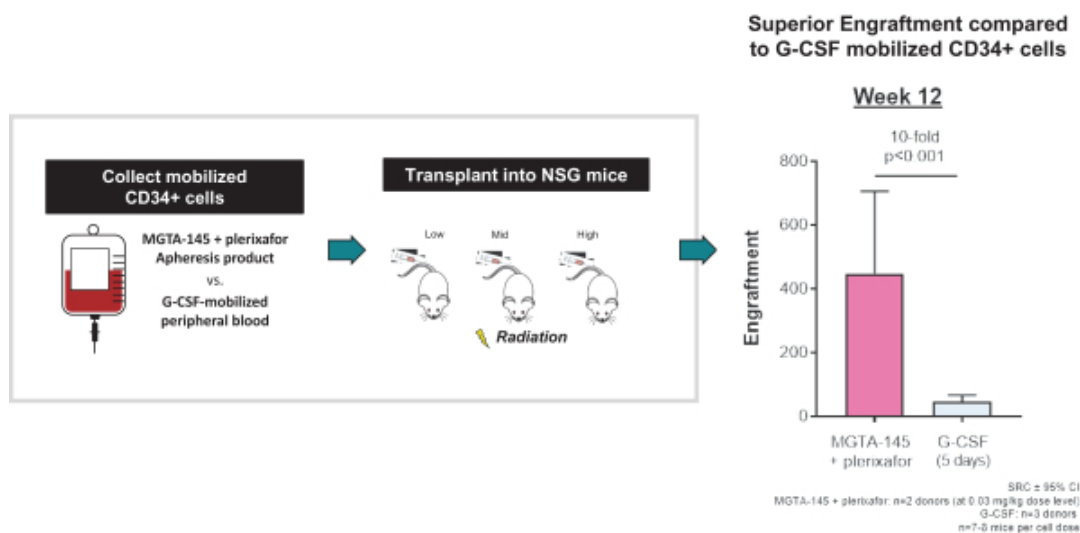 Superior Engraftment compared
to G-CSF mobilized CD34+ cells
Week 12
10-fold
p<0 001
Collect mobilized
CD34+ cells
MGTA-145 + plerixafor
Apheresis product
vs.
G-CSF-mobilized
peripheral blood
Transplant into NSG mice
Low Mid High
Radiation
Engraftment
800
600
400
200
0
MGTA-145
+ plerixafor
G-CSF
(5 days)
SRC ± 95% CI
MGTA-145 + plerixafor: n=2 donors (at 0.03 mg/kg dose level)
G-CSF: n=3 donors
n=7-8 mice per cell dose